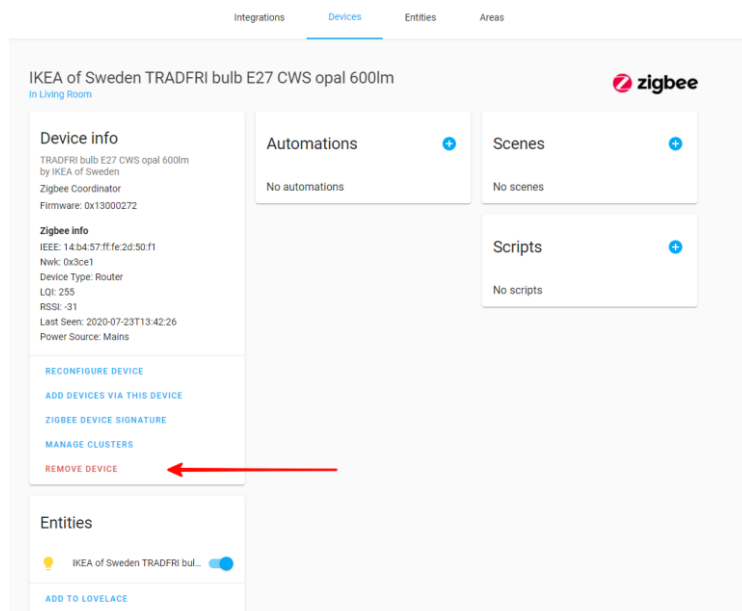 Integrations
Devices
Entities
Areas
IKEA of Sweden TRADFRI bulb E27 CWS opal 600lm
In Living Room
zigbee
Device info
TRADFRI bulb E27 CWS opal 600lm
by IKEA of Sweden
Zigbee Coordinator
Firmware: 0x13000272
Zigbee info
IEEE: 14:b4:57:ff:fe:2d:50:f1
Nwk: 0x3ce1
Device Type: Router
LQI: 255
RSSI: -31
Last Seen: 2020-07-23T13:42:26
Power Source: Mains
RECONFIGURE DEVICE
ADD DEVICES VIA THIS DEVICE
ZIGBEE DEVICE SIGNATURE
MANAGE CLUSTERS
REMOVE DEVICE
Automations
No automations
Scenes
No scenes
Scripts
No scripts
Entities
IKEA of Sweden TRADFRI bul...
ADD TO LOVELACE